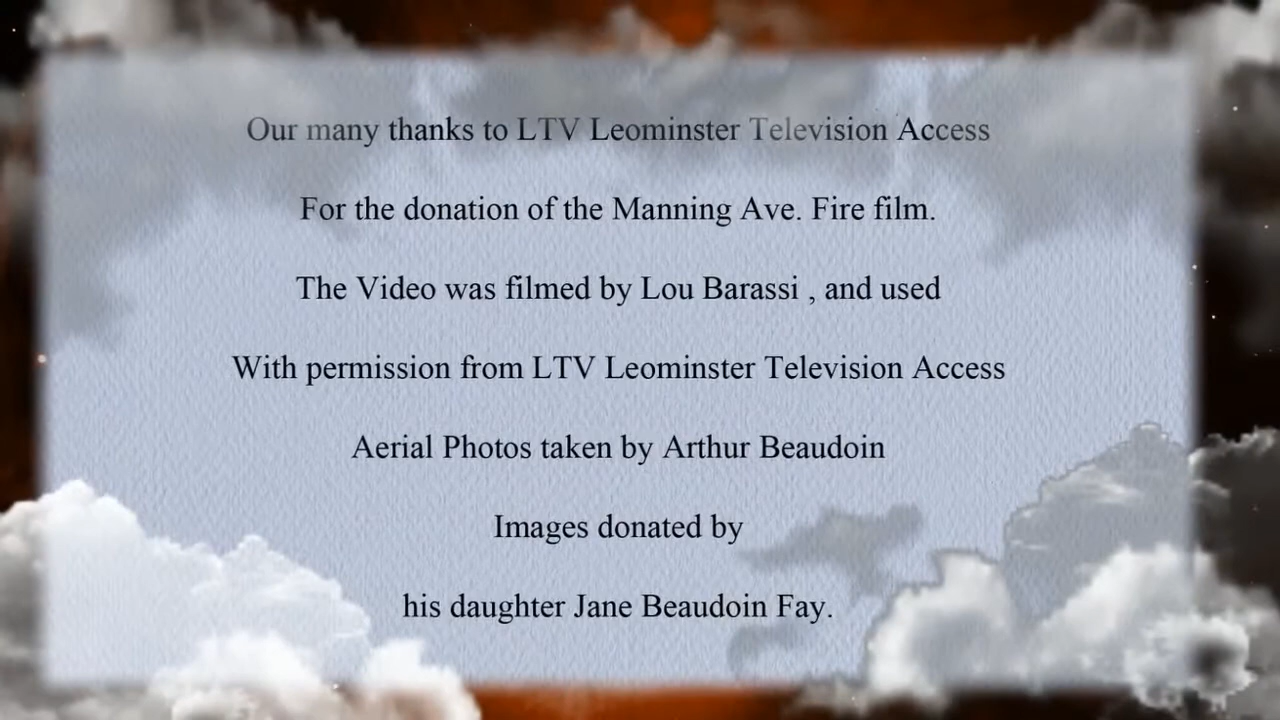 Our many thanks to LTV Leominster Television Access
For the donation of the Manning Ave. Fire film.
The Video was filmed by Lou Barassi , and used
With permission from LTV Leominster Television Access
Aerial Photos taken by Arthur Beaudoin
Images donated by
his daughter Jane Beaudoin Fay.